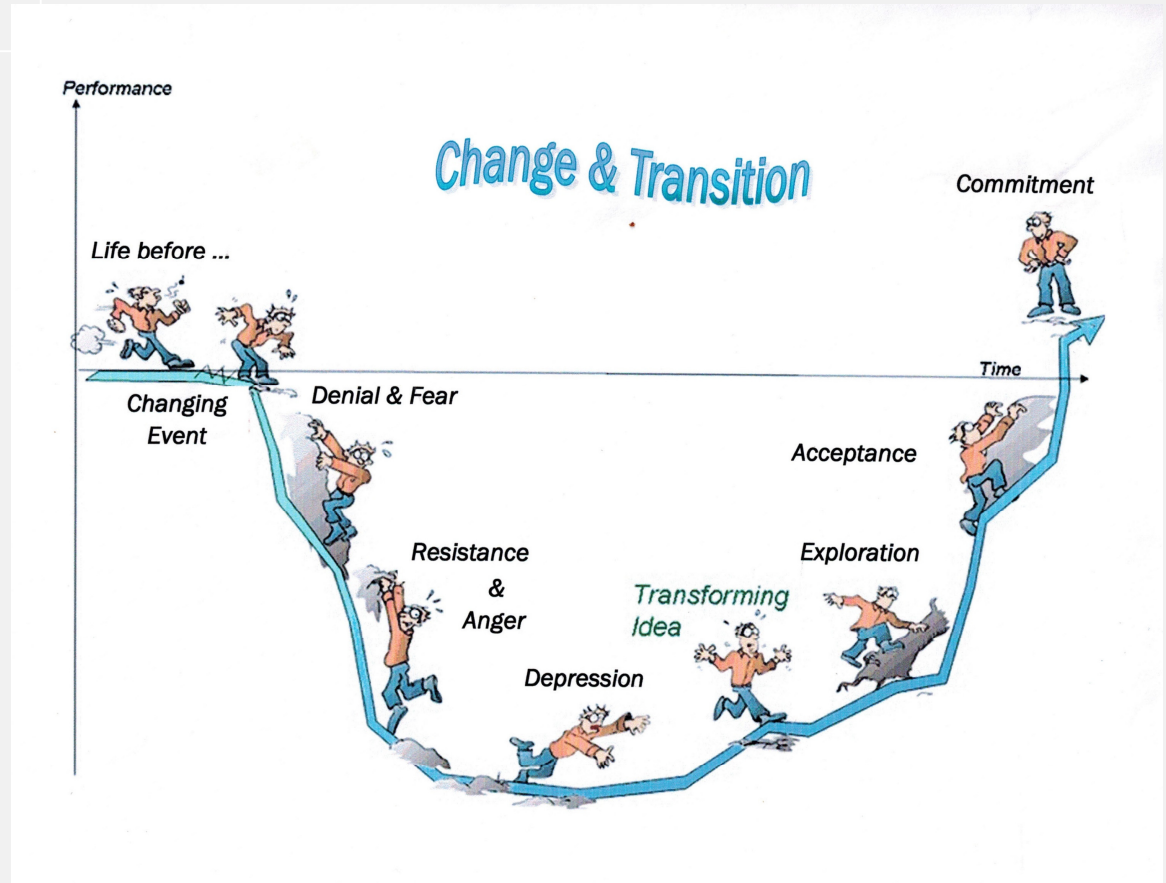 Performance
Change & Transition
Commitment
Life before ...
Time
Changing
Event
Denial & Fear
Acceptance
Resistance
&
Anger
Exploration
Transforming
Idea
Depression